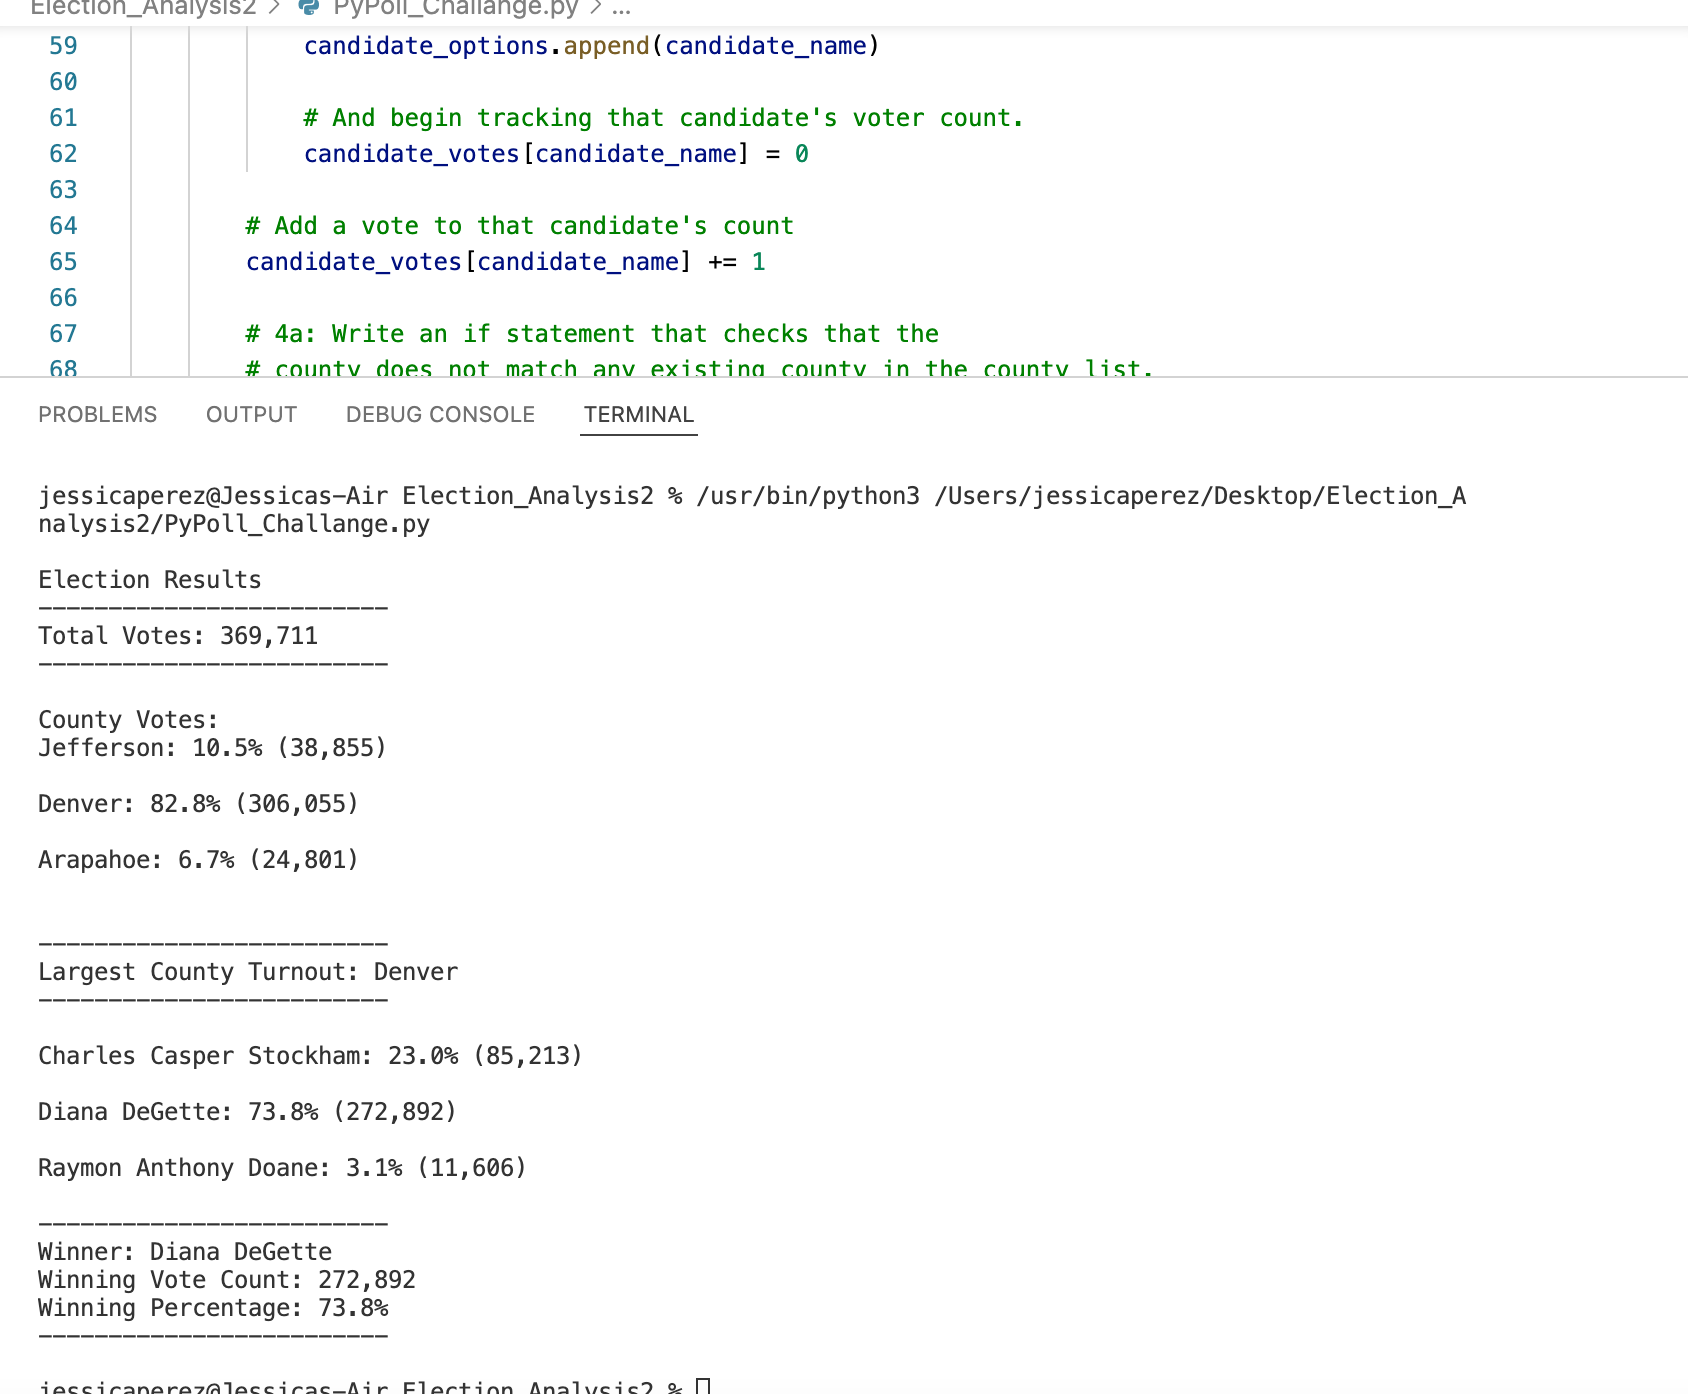 Election_Analysis2 > PyPoll_Challange.py > ...
59 candidate_options.append(candidate_name)
60
61 # And begin tracking that candidate's voter count.
62 candidate_votes[candidate_name] = 0
63
64 # Add a vote to that candidate's count
65 candidate_votes[candidate_name] += 1
66
67 # 4a: Write an if statement that checks that the
68 # county does not match any existing county in the county list.
PROBLEMS OUTPUT DEBUG CONSOLE TERMINAL
jessicaperez@Jessicas-Air Election_Analysis2 % /usr/bin/python3 /Users/jessicaperez/Desktop/Election_A
nalysis2/PyPoll_Challange.py
Election Results
-------------------------
Total Votes: 369,711
-------------------------
County Votes:
Jefferson: 10.5% (38,855)
Denver: 82.8% (306,055)
Arapahoe: 6.7% (24,801)
-------------------------
Largest County Turnout: Denver
-------------------------
Charles Casper Stockham: 23.0% (85,213)
Diana DeGette: 73.8% (272,892)
Raymon Anthony Doane: 3.1% (11,606)
-------------------------
Winner: Diana DeGette
Winning Vote Count: 272,892
Winning Percentage: 73.8%
-------------------------
jessicaperez@Jessicas-Air Election_Analysis2 %